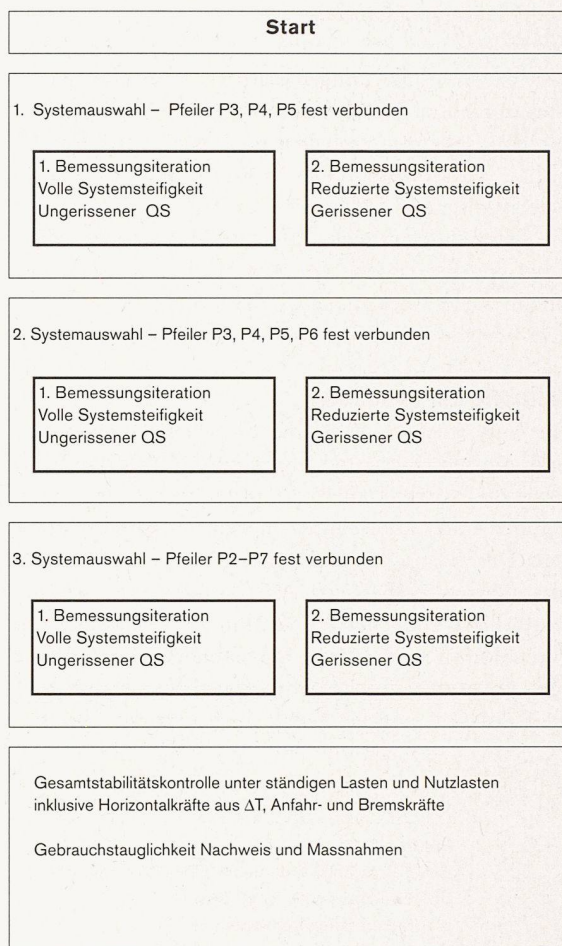 Start
1. Systemauswahl – Pfeiler P3, P4, P5 fest verbunden
1. Bemessungsiteration
Volle Systemsteifigkeit
Ungerissener QS
2. Bemessungsiteration
Reduzierte Systemsteifigkeit
Gerissener QS
2. Systemauswahl – Pfeiler P3, P4, P5, P6 fest verbunden
1. Bemessungsiteration
Volle Systemsteifigkeit
Ungerissener QS
2. Bemessungsiteration
Reduzierte Systemsteifigkeit
Gerissener QS
3. Systemauswahl – Pfeiler P2–P7 fest verbunden
1. Bemessungsiteration
Volle Systemsteifigkeit
Ungerissener QS
2. Bemessungsiteration
Reduzierte Systemsteifigkeit
Gerissener QS
Gesamtstabilitätskontrolle unter ständigen Lasten und Nutzlasten
inklusive Horizontalkräfte aus ΔT, Anfahr- und Bremskräfte
Gebrauchstauglichkeit Nachweis und Massnahmen